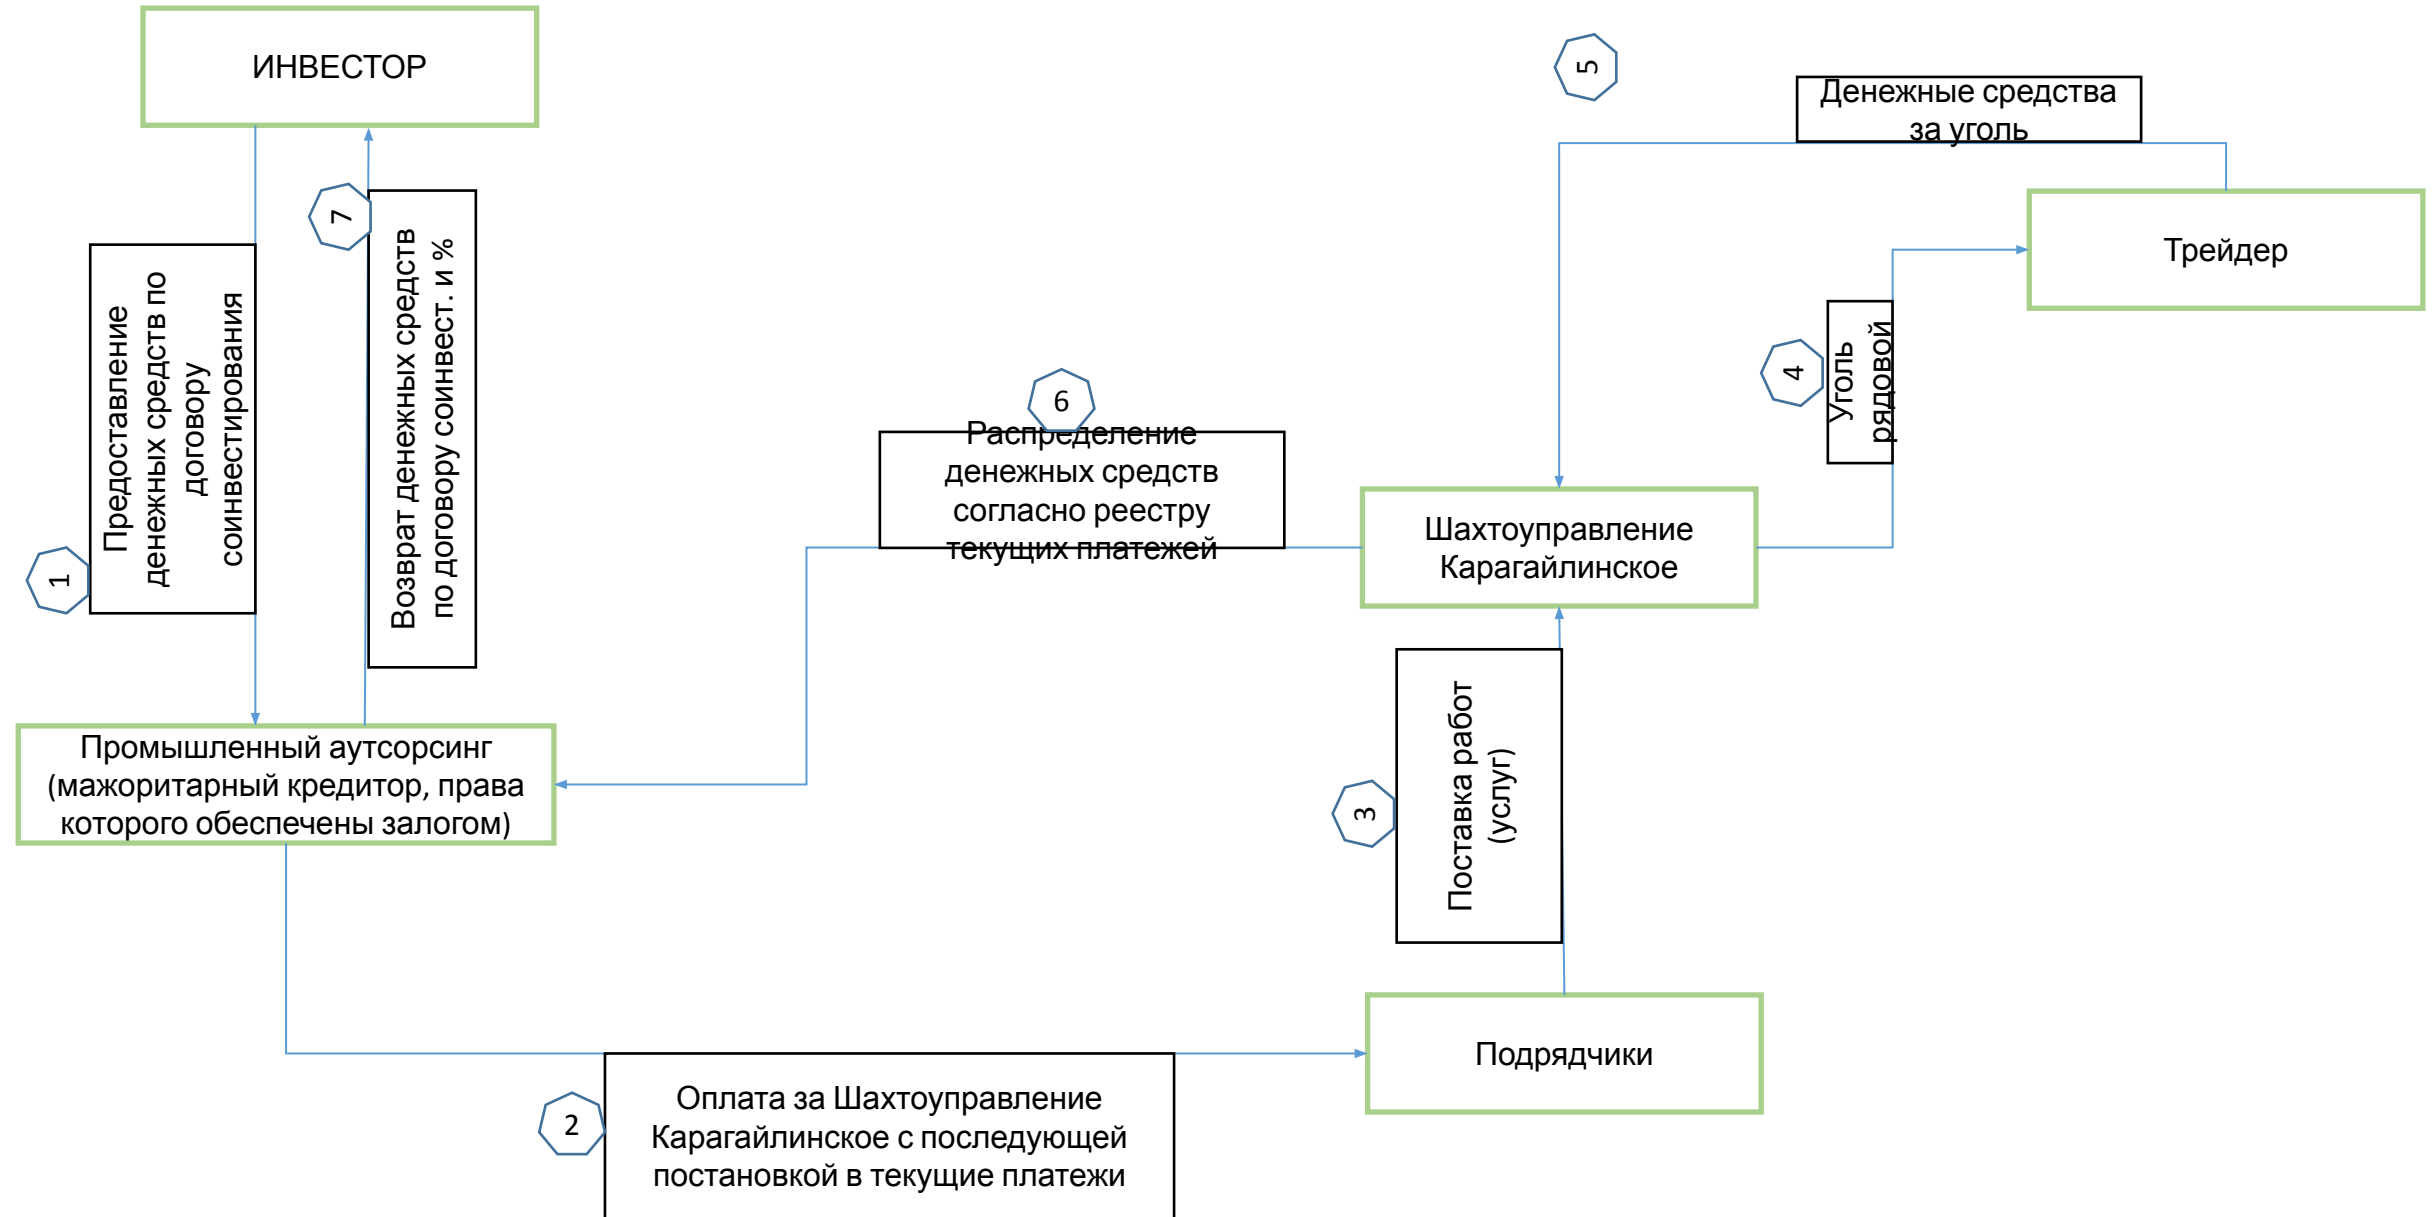 ИНВЕСТОР
5
Денежные средства
за уголь
Трейдер
7
Возврат денежных средств
по договору соинвест. и %
1
Предоставление
денежных средств по
договору
соинвестирования
4
Уголь
рядовой
6
Распределение
денежных средств
согласно реестру
текущих платежей
Шахтоуправление
Карагайлинское
Промышленный аутсорсинг
(мажоритарный кредитор, права
которого обеспечены залогом)
3
Поставка работ
(услуг)
Подрядчики
2
Оплата за Шахтоуправление
Карагайлинское с последующей
постановкой в текущие платежи